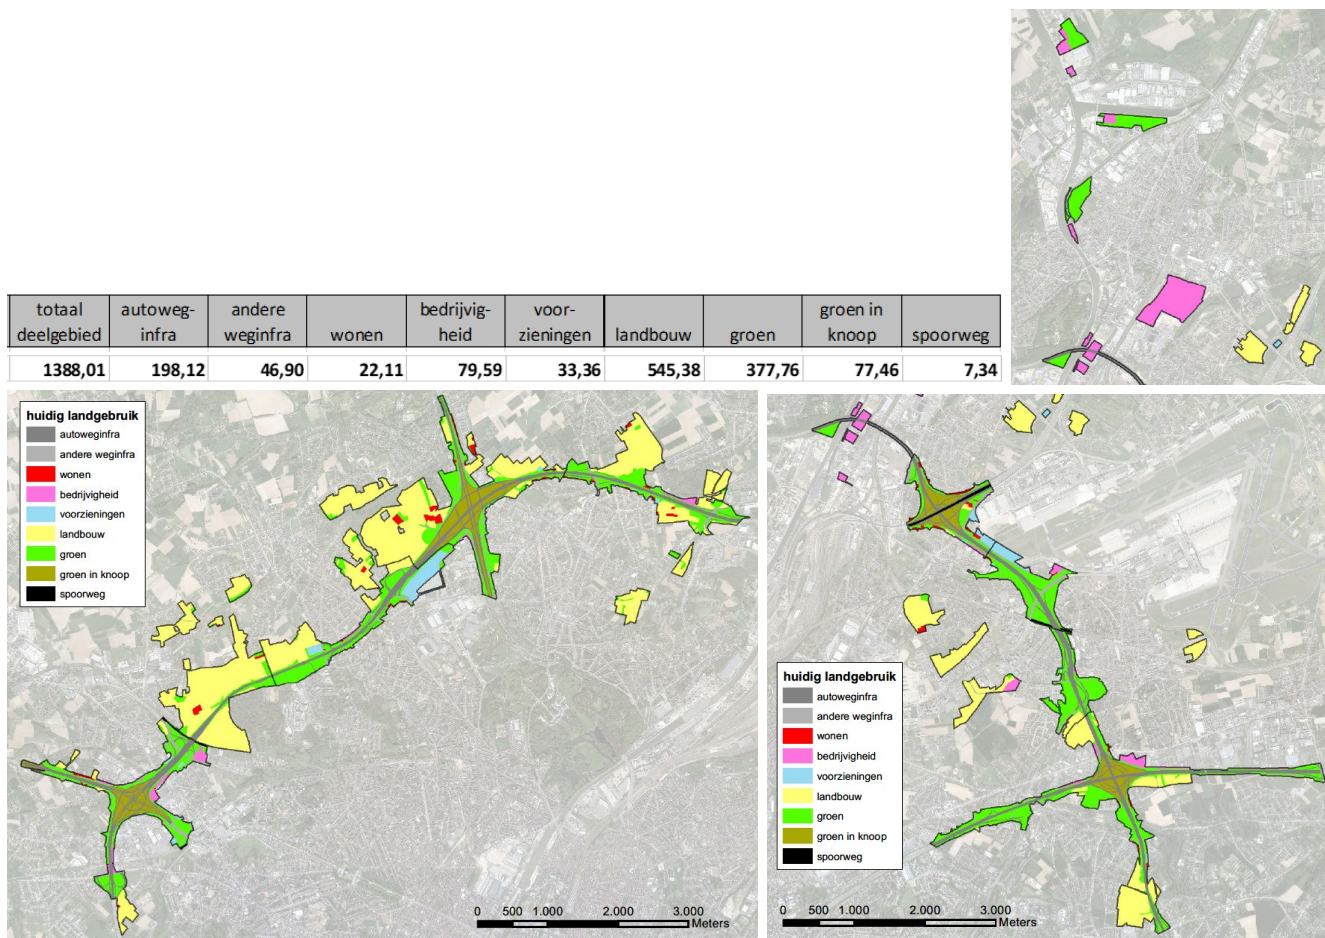 totaal deelgebied autoweg-infra andere weginfra wonen bedrijvig-heid voor-zieningen landbouw groen groen in knoop spoorweg
1388,01 198,12 46,90 22,11 79,59 33,36 545,38 377,76 77,46 7,34
huidig landgebruik
autoweginfra
andere weginfra
wonen
bedrijvigheid
voorzieningen
landbouw
groen
groen in knoop
spoorweg
0 500 1.000 2.000 3.000
Meters
huidig landgebruik
autoweginfra
andere weginfra
wonen
bedrijvigheid
voorzieningen
landbouw
groen
groen in knoop
spoorweg
0 500 1.000 2.000 3.000
Meters